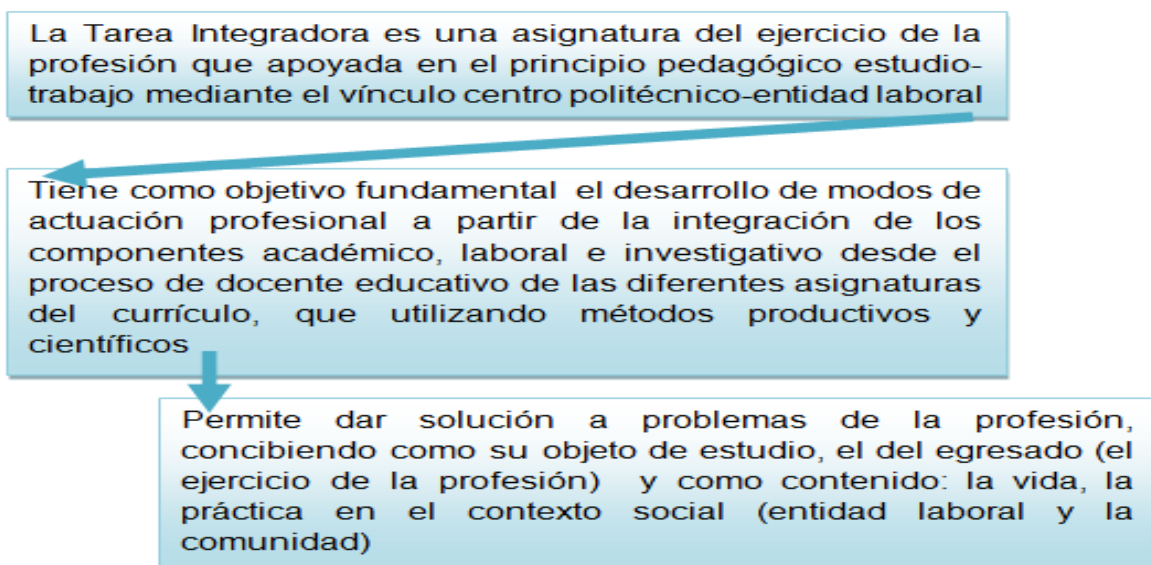 La Tarea Integradora es una asignatura del ejercicio de la
profesión que apoyada en el principio pedagógico estudio-
trabajo mediante el vínculo centro politécnico-entidad laboral
Tiene como objetivo fundamental el desarrollo de modos de
actuación profesional a partir de la integración de los
componentes académico, laboral e investigativo desde el
proceso de docente educativo de las diferentes asignaturas
del currículo, que utilizando métodos productivos y
científicos
Permite dar solución a problemas de la profesión,
concibiendo como su objeto de estudio, el del egresado (el
ejercicio de la profesión) y como contenido: la vida, la
práctica en el contexto social (entidad laboral y la
comunidad)